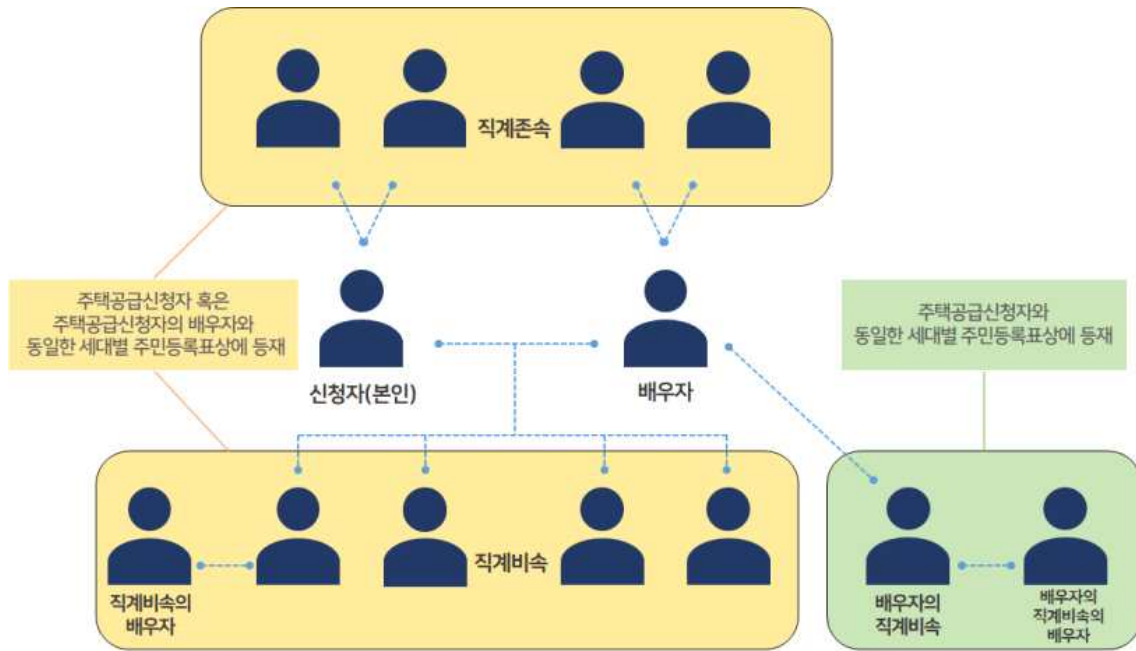 직계존속
주택공급신청자 혹은
주택공급신청자의 배우자와
동일한 세대별 주민등록표상에 등재
주택공급신청자와
동일한 세대별 주민등록표상에 등재
신청자(본인)
배우자
직계비속
직계비속의
배우자
배우자의
직계비속
배우자의
직계비속의
배우자